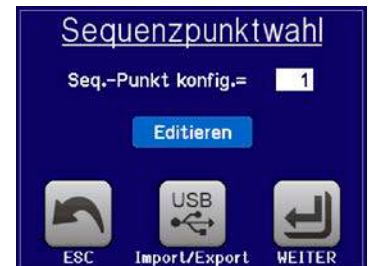 Sequenzpunktwahl
Seq.-Punkt konfig.= 1
Editieren
USB
ESC Import/Export WEITER